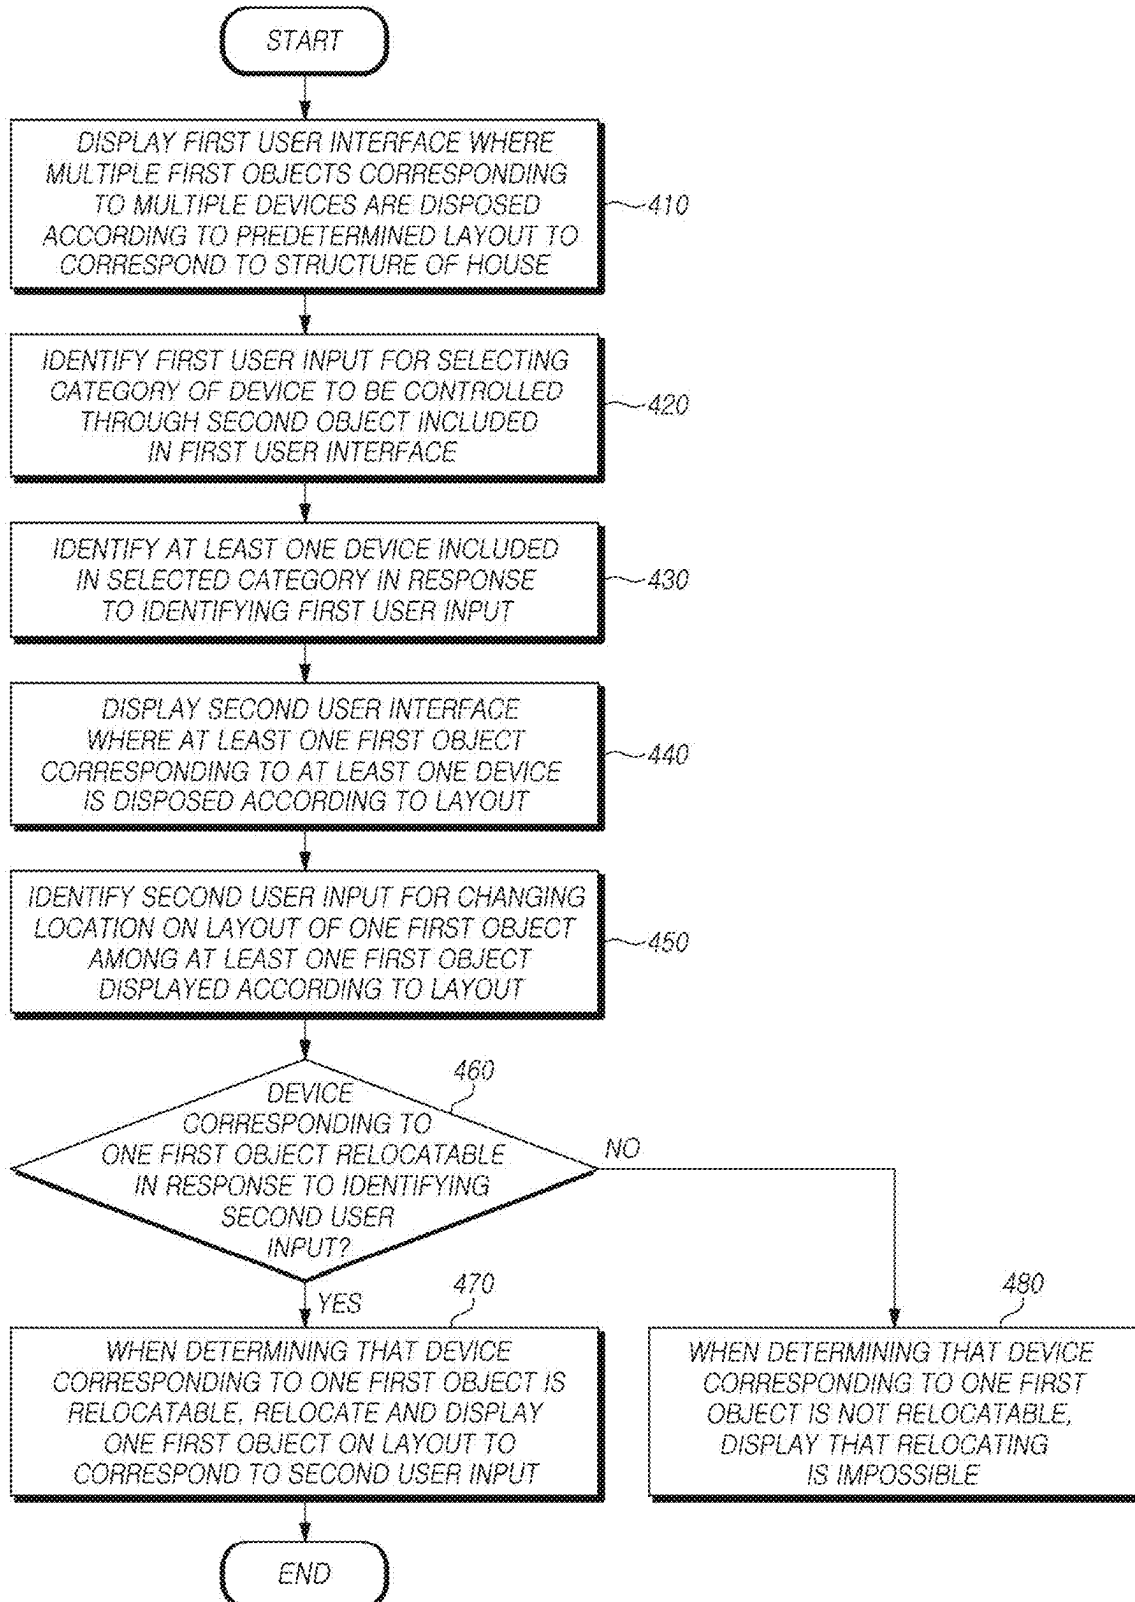 START
DISPLAY FIRST USER INTERFACE WHERE
MULTIPLE FIRST OBJECTS CORRESPONDING
TO MULTIPLE DEVICES ARE DISPOSED
ACCORDING TO PREDETERMINED LAYOUT TO
CORRESPOND TO STRUCTURE OF HOUSE
410
IDENTIFY FIRST USER INPUT FOR SELECTING
CATEGORY OF DEVICE TO BE CONTROLLED
THROUGH SECOND OBJECT INCLUDED
IN FIRST USER INTERFACE
420
IDENTIFY AT LEAST ONE DEVICE INCLUDED
IN SELECTED CATEGORY IN RESPONSE
TO IDENTIFYING FIRST USER INPUT
430
DISPLAY SECOND USER INTERFACE
WHERE AT LEAST ONE FIRST OBJECT
CORRESPONDING TO AT LEAST ONE DEVICE
IS DISPOSED ACCORDING TO LAYOUT
440
IDENTIFY SECOND USER INPUT FOR CHANGING
LOCATION ON LAYOUT OF ONE FIRST OBJECT
AMONG AT LEAST ONE FIRST OBJECT
DISPLAYED ACCORDING TO LAYOUT
450
460
DEVICE
CORRESPONDING TO
ONE FIRST OBJECT RELOCATABLE
IN RESPONSE TO IDENTIFYING
SECOND USER
INPUT?
NO
YES
470
WHEN DETERMINING THAT DEVICE
CORRESPONDING TO ONE FIRST OBJECT IS
RELOCATABLE, RELOCATE AND DISPLAY
ONE FIRST OBJECT ON LAYOUT TO
CORRESPOND TO SECOND USER INPUT
480
WHEN DETERMINING THAT DEVICE
CORRESPONDING TO ONE FIRST
OBJECT IS NOT RELOCATABLE,
DISPLAY THAT RELOCATING
IS IMPOSSIBLE
END